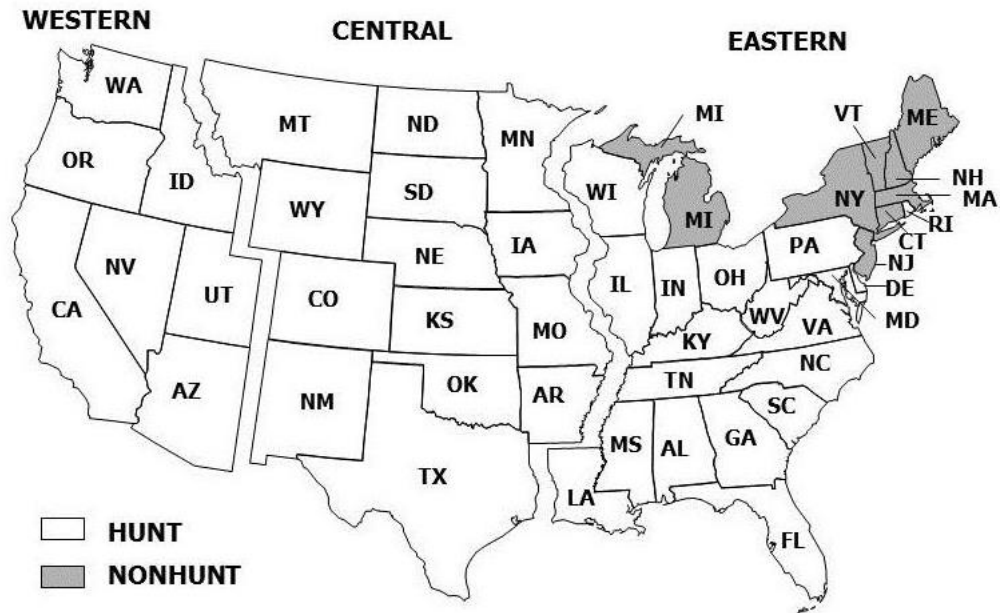 WESTERN
CENTRAL
EASTERN
WA
MT
ND
MN
MI
VT
ME
OR
ID
SD
WI
NH
MA
WY
MI
NY
RI
NV
NE
IA
PA
CT
NJ
CA
UT
CO
IL
IN
OH
DE
KS
MO
WV
VA
MD
KY
AZ
NM
OK
AR
TN
NC
SC
MS
AL
GA
TX
LA
FL
HUNT
NONHUNT